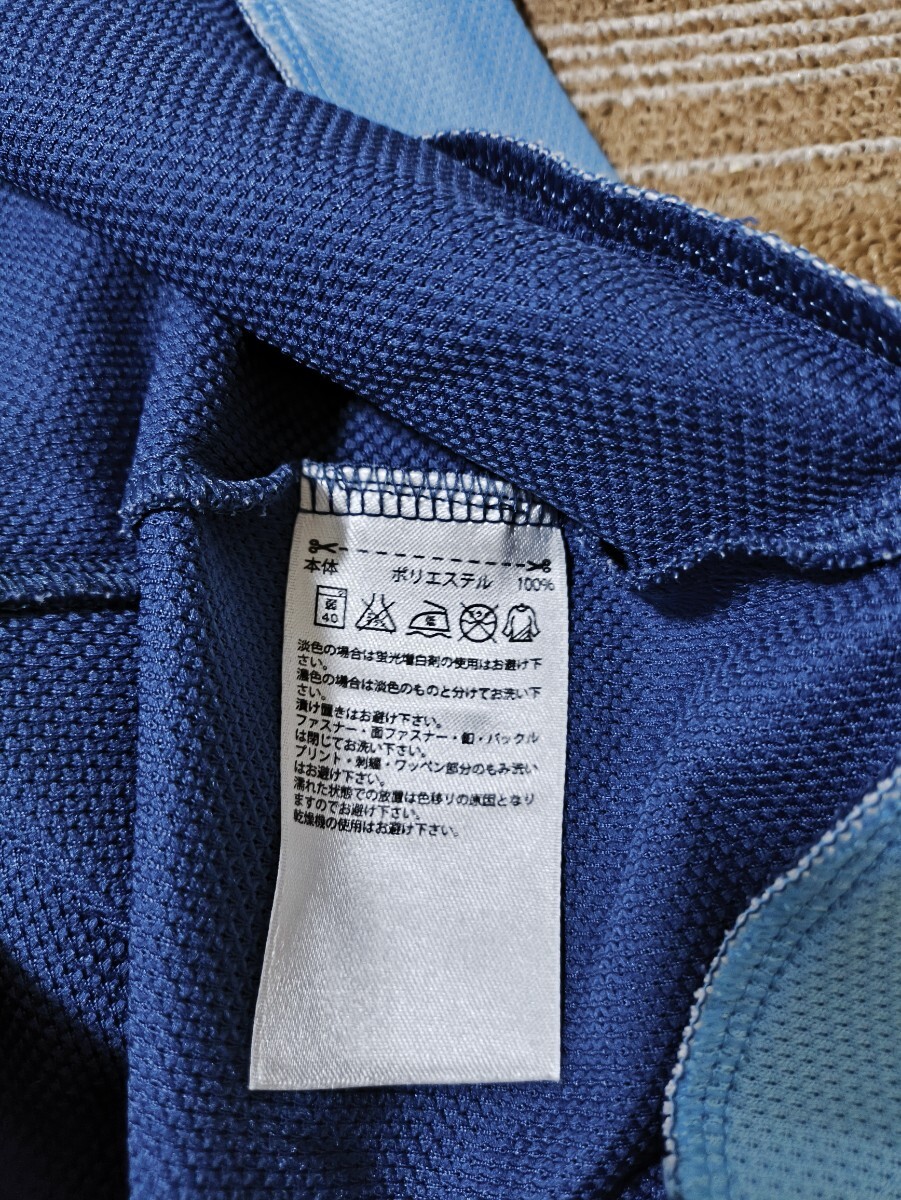 本体 ポリエステル 100%
弱
40
淡色の場合は蛍光増白剤の使用はお避け下
さい。
濃色の場合は淡色のものと分けてお洗い下
さい。
漬け置きはお避け下さい。
ファスナー・面ファスナー・釦・バックル
は閉じてお洗い下さい。
プリント・刺繍・ワッペン部分のもみ洗い
はお避け下さい。
濡れた状態での放置は色移りの原因となり
ますのでお避け下さい。
乾燥機の使用はお避け下さい。